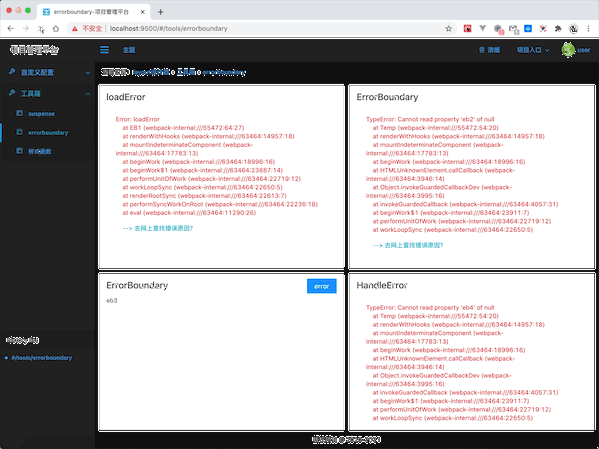 errorboundary-项目管理平台
不安全 | localhost:9500/#/tools/errorboundary
项目管理平台
主题
清缓
项目入口
user
自定义配置
工具箱
suspense
errorboundary
样式函数
#/tools/errorboundary
工具箱
errorboundary
loadError
Error: loadError
at EB1 (webpack-internal:///55472:64:27)
at renderWithHooks (webpack-internal:///63464:14957:18)
at mountIndeterminateComponent (webpack-
internal:///63464:17783:13)
at beginWork (webpack-internal:///63464:18996:16)
at beginWork$1 (webpack-internal:///63464:23887:14)
at performUnitOfWork (webpack-internal:///63464:22719:12)
at workLoopSync (webpack-internal:///63464:22650:5)
at renderRootSync (webpack-internal:///63464:22613:7)
at performSyncWorkOnRoot (webpack-internal:///63464:22236:18)
at eval (webpack-internal:///63464:11290:26)
--> 去网上查找错误原因?
ErrorBoundary
TypeError: Cannot read property 'eb2' of null
at Temp (webpack-internal:///55472:54:20)
at renderWithHooks (webpack-internal:///63464:14957:18)
at mountIndeterminateComponent (webpack-
internal:///63464:17783:13)
at beginWork (webpack-internal:///63464:18996:16)
at HTMLUnknownElement.callCallback (webpack-
internal:///63464:3946:14)
at Object.invokeGuardedCallbackDev (webpack-
internal:///63464:3995:16)
at invokeGuardedCallback (webpack-internal:///63464:4057:31)
at beginWork$1 (webpack-internal:///63464:23911:7)
at performUnitOfWork (webpack-internal:///63464:22719:12)
at workLoopSync (webpack-internal:///63464:22650:5)
--> 去网上查找错误原因?
ErrorBoundary
error
eb3
HandleError
TypeError: Cannot read property 'eb4' of null
at Temp (webpack-internal:///55472:54:20)
at renderWithHooks (webpack-internal:///63464:14957:18)
at mountIndeterminateComponent (webpack-
internal:///63464:17783:13)
at beginWork (webpack-internal:///63464:18996:16)
at HTMLUnknownElement.callCallback (webpack-
internal:///63464:3946:14)
at Object.invokeGuardedCallbackDev (webpack-
internal:///63464:3995:16)
at invokeGuardedCallback (webpack-internal:///63464:4057:31)
at beginWork$1 (webpack-internal:///63464:23911:7)
at performUnitOfWork (webpack-internal:///63464:22719:12)
at workLoopSync (webpack-internal:///63464:22650:5)